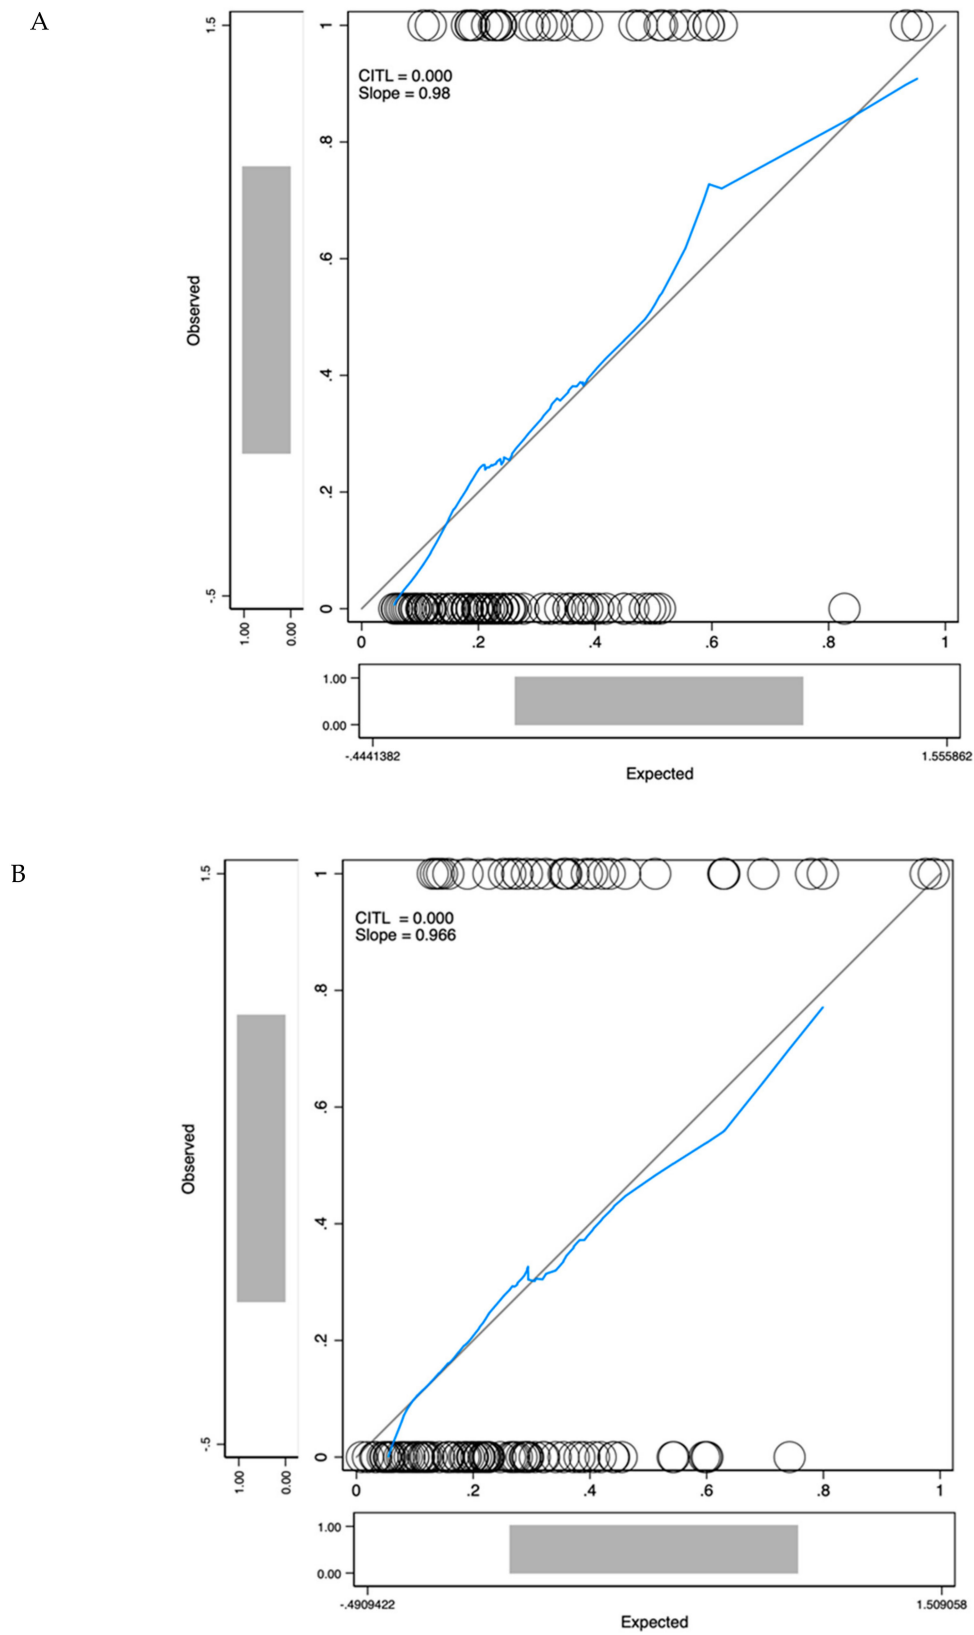 A
1.5
Observed
-.5
1.00
0.00
1
.8
.6
.4
.2
0
CITL = 0.000
Slope = 0.98
0 .2 .4 .6 .8 1
1.00
0.00
-.4441382 1.555862
Expected
B
1.5
Observed
-.5
1.00
0.00
1
.8
.6
.4
.2
0
CITL = 0.000
Slope = 0.966
0 .2 .4 .6 .8 1
1.00
0.00
-.4909422 1.509058
Expected